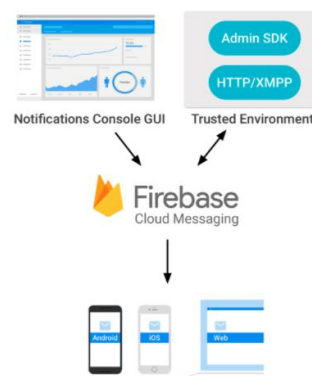 Admin SDK
HTTP/XMPP
Notifications Console GUI
Trusted Environment
Firebase
Cloud Messaging
Android
iOS
Web